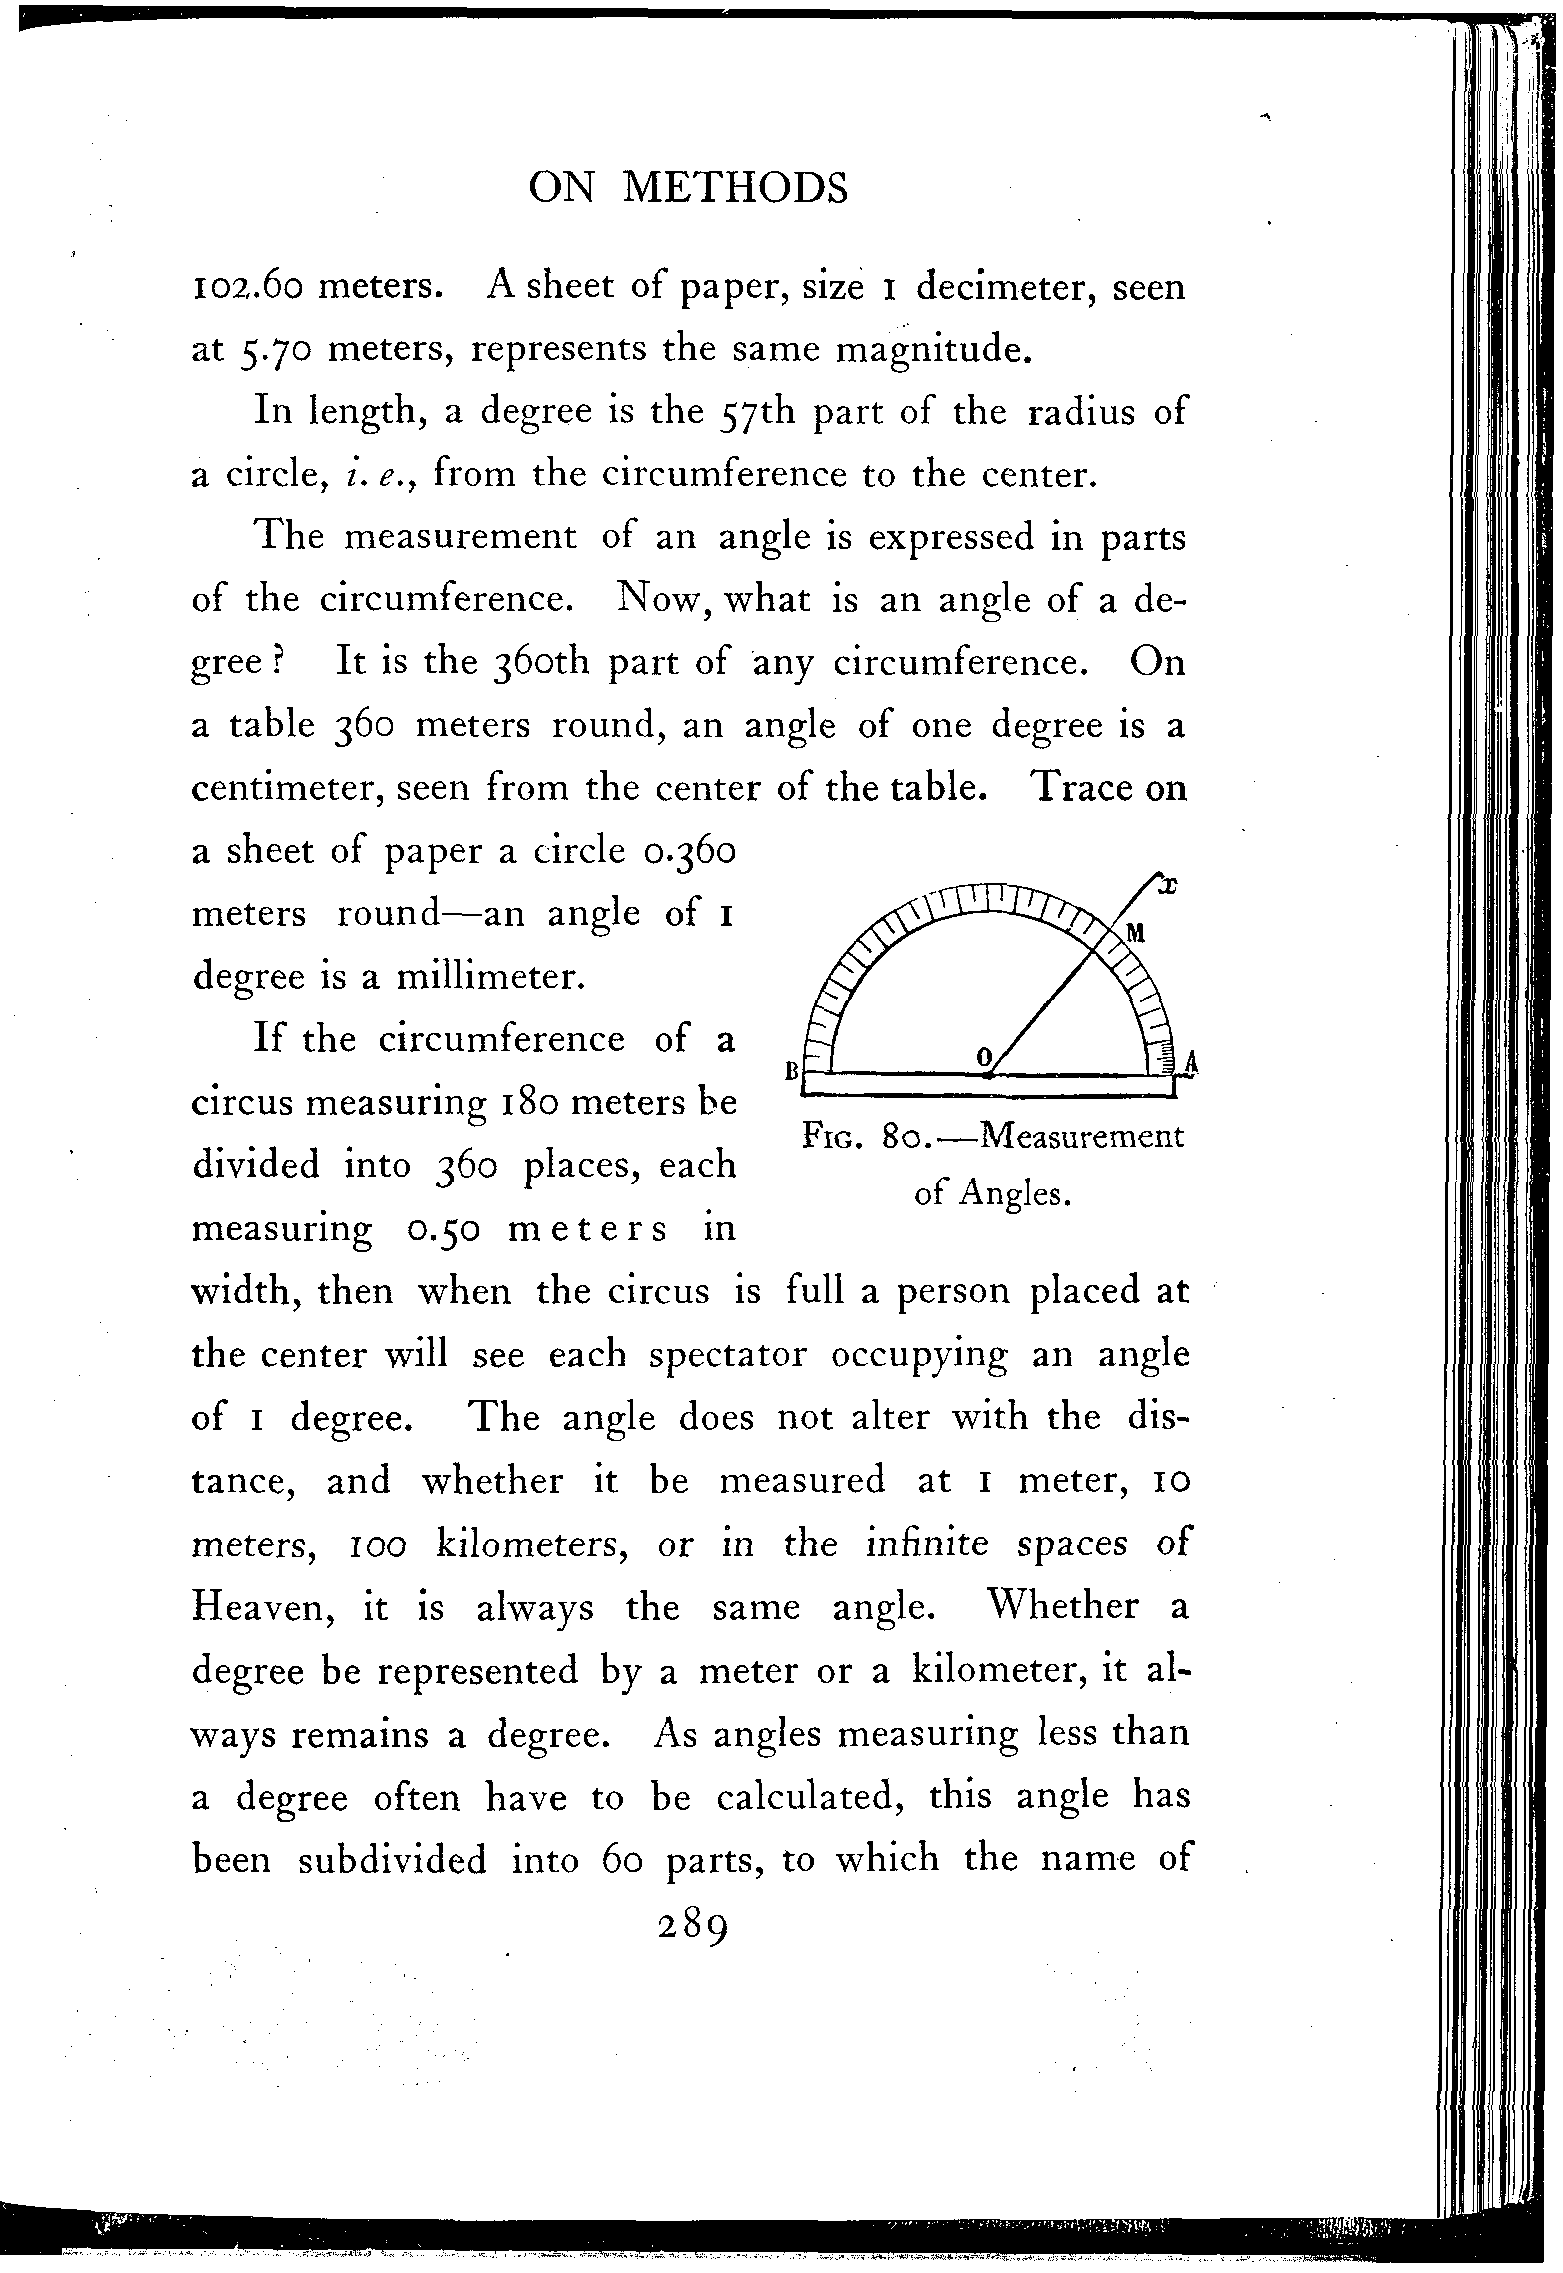 ON METHODS
102.60 meters. A sheet of paper, size 1 decimeter, seen
at 5.70 meters, represents the same magnitude.
In length, a degree is the 57th part of the radius of
a circle, i. e., from the circumference to the center.
The measurement of an angle is expressed in parts
of the circumference. Now, what is an angle of a de-
gree? It is the 360th part of any circumference. On
a table 360 meters round, an angle of one degree is a
centimeter, seen from the center of the table. Trace on
a sheet of paper a circle 0.360
meters round—an angle of 1
degree is a millimeter.
If the circumference of a
circus measuring 180 meters be
divided into 360 places, each
measuring 0.50 meters in
x
M
O
B
A
FIG. 80.—Measurement
of Angles.
width, then when the circus is full a person placed at
the center will see each spectator occupying an angle
of 1 degree. The angle does not alter with the dis-
tance, and whether it be measured at 1 meter, 10
meters, 100 kilometers, or in the infinite spaces of
Heaven, it is always the same angle. Whether a
degree be represented by a meter or a kilometer, it al-
ways remains a degree. As angles measuring less than
a degree often have to be calculated, this angle has
been subdivided into 60 parts, to which the name of
289